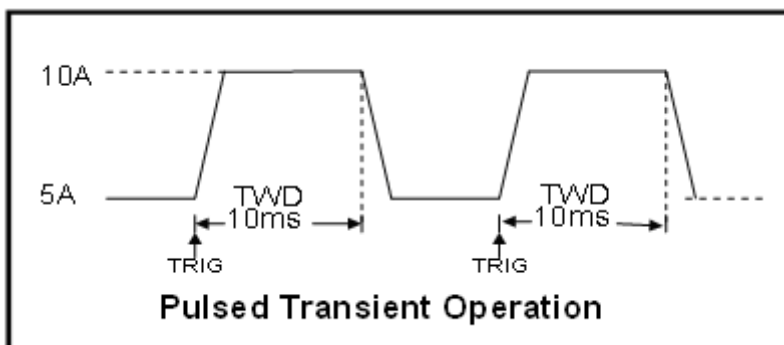 10A
5A
TWD
10ms
TWD
10ms
TRIG
TRIG
Pulsed Transient Operation